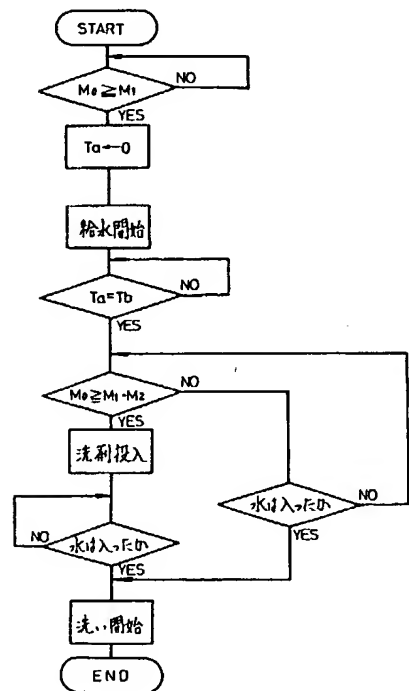 START
M₀≧M₁
NO
YES
Ta←0
給水開始
Ta=Tb
NO
YES
M₀≧M₁-M₂
NO
YES
洗剤投入
水は入ったか
NO
YES
水は入ったか
NO
YES
洗い開始
END